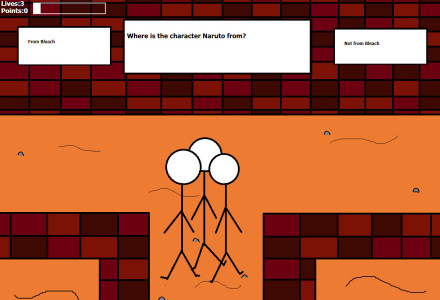 Lives:3
Points:0
From Bleach
Where is the character Naruto from?
Not from Bleach